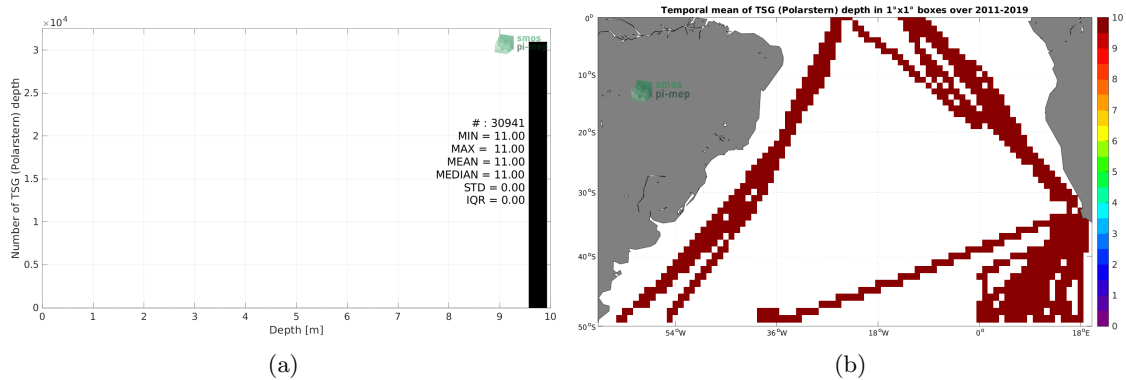 ×10⁴
3
2.5
2
1.5
1
0.5
0
Number of TSG (Polarstern) depth
smos
pi-mep
# : 30941
MIN = 11.00
MAX = 11.00
MEAN = 11.00
MEDIAN = 11.00
STD = 0.00
IQR = 0.00
0 1 2 3 4 5 6 7 8 9 10
Depth [m]
(a)
Temporal mean of TSG (Polarstern) depth in 1°x1° boxes over 2011-2019
0°
10°S
20°S
30°S
40°S
50°S
smos
pi-mep
54°W 36°W 18°W 0° 18°E
10
9
8
7
6
5
4
3
2
1
0
(b)